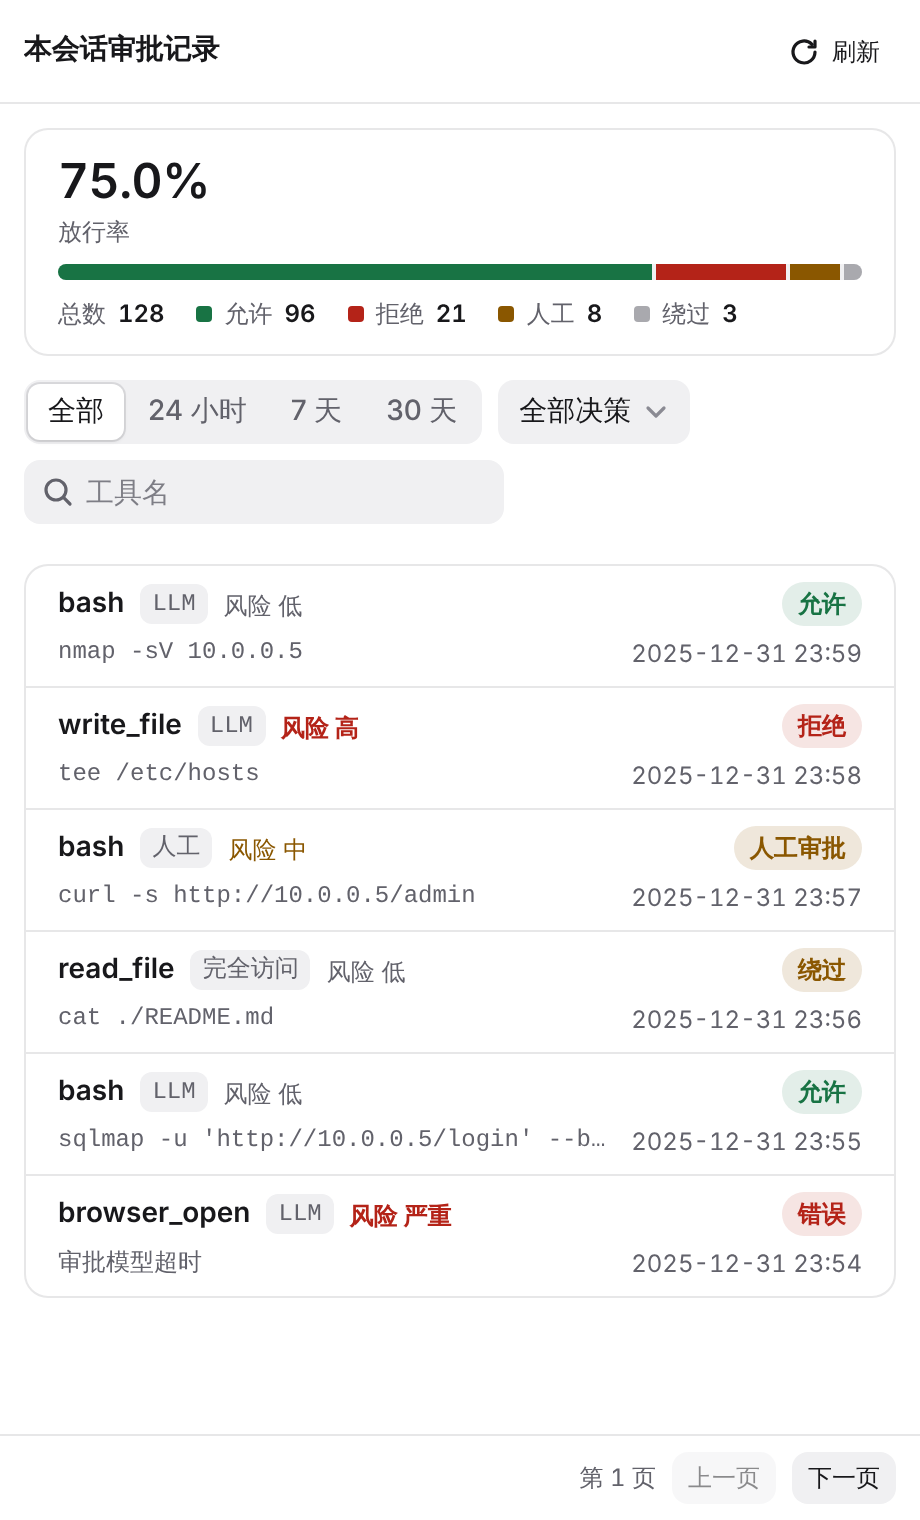 本会话审批记录 刷新
75.0%
放行率
总数 128 允许 96 拒绝 21 人工 8 绕过 3
全部 24 小时 7 天 30 天 全部决策
工具名
bash LLM 风险 低 允许
nmap -sV 10.0.0.5 2025-12-31 23:59
write_file LLM 风险 高 拒绝
tee /etc/hosts 2025-12-31 23:58
bash 人工 风险 中 人工审批
curl -s http://10.0.0.5/admin 2025-12-31 23:57
read_file 完全访问 风险 低 绕过
cat ./README.md 2025-12-31 23:56
bash LLM 风险 低 允许
sqlmap -u 'http://10.0.0.5/login' --b… 2025-12-31 23:55
browser_open LLM 风险 严重 错误
审批模型超时 2025-12-31 23:54
第 1 页 上一页 下一页